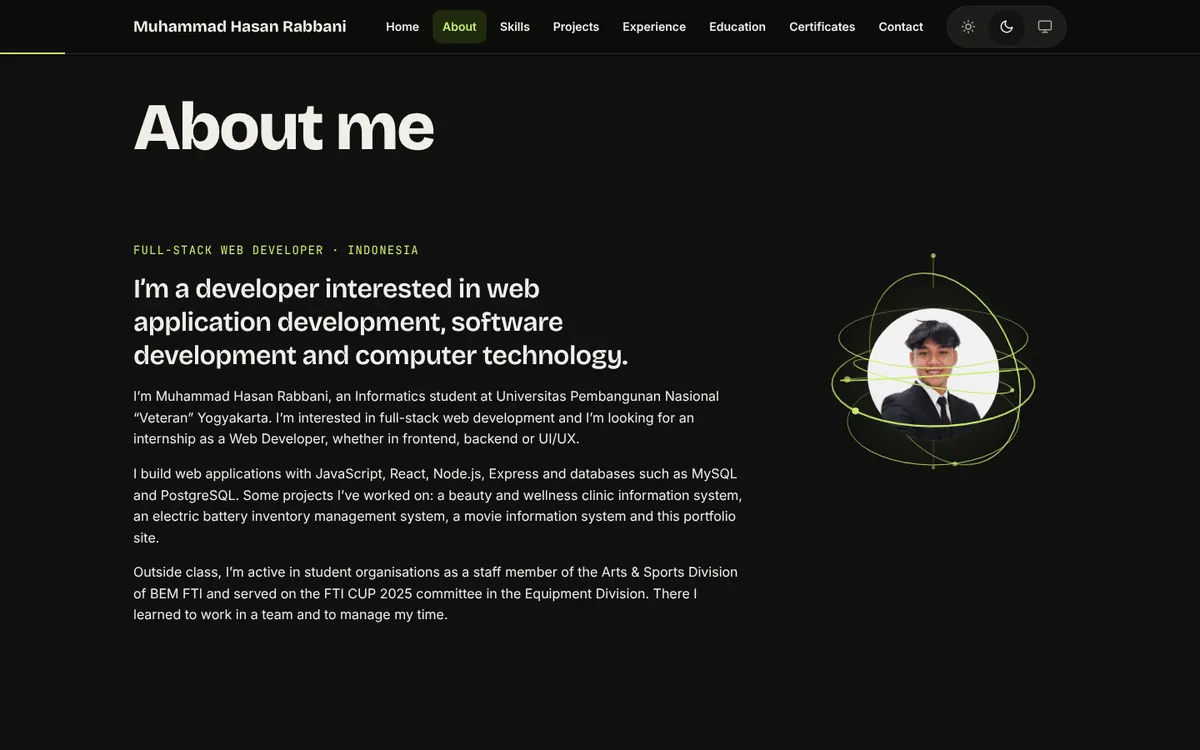 Muhammad Hasan Rabbani
Home
About
Skills
Projects
Experience
Education
Certificates
Contact
About me
FULL-STACK WEB DEVELOPER · INDONESIA
I’m a developer interested in web
application development, software
development and computer technology.
I’m Muhammad Hasan Rabbani, an Informatics student at Universitas Pembangunan Nasional
“Veteran” Yogyakarta. I’m interested in full-stack web development and I’m looking for an
internship as a Web Developer, whether in frontend, backend or UI/UX.
I build web applications with JavaScript, React, Node.js, Express and databases such as MySQL
and PostgreSQL. Some projects I’ve worked on: a beauty and wellness clinic information system,
an electric battery inventory management system, a movie information system and this portfolio
site.
Outside class, I’m active in student organisations as a staff member of the Arts & Sports Division
of BEM FTI and served on the FTI CUP 2025 committee in the Equipment Division. There I
learned to work in a team and to manage my time.